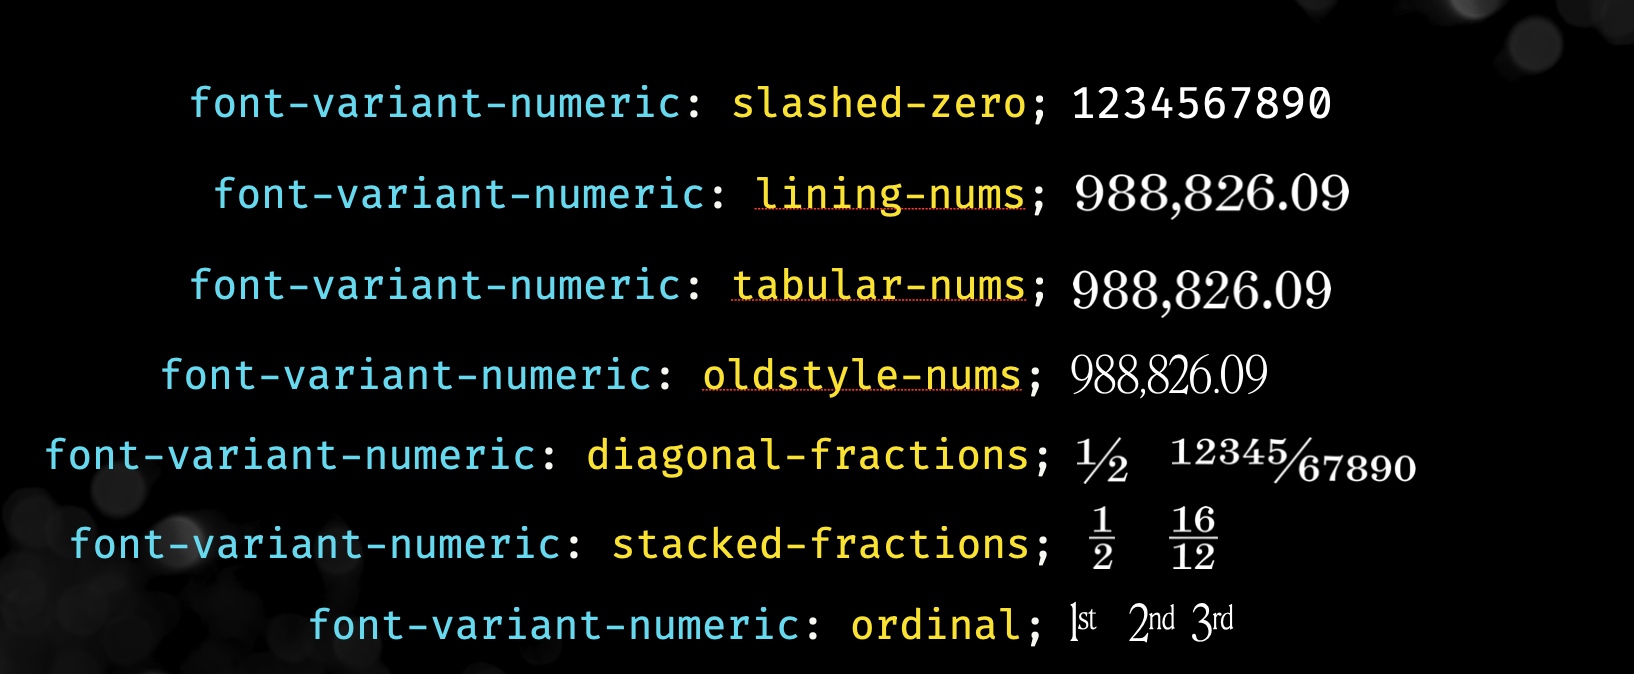 font-variant-numeric: slashed-zero; 1234567890
font-variant-numeric: lining-nums; 988,826.09
font-variant-numeric: tabular-nums; 988,826.09
font-variant-numeric: oldstyle-nums; 988,826.09
font-variant-numeric: diagonal-fractions; 1⁄2 12345⁄67890
font-variant-numeric: stacked-fractions; 1/2 16/12
font-variant-numeric: ordinal; 1st 2nd 3rd